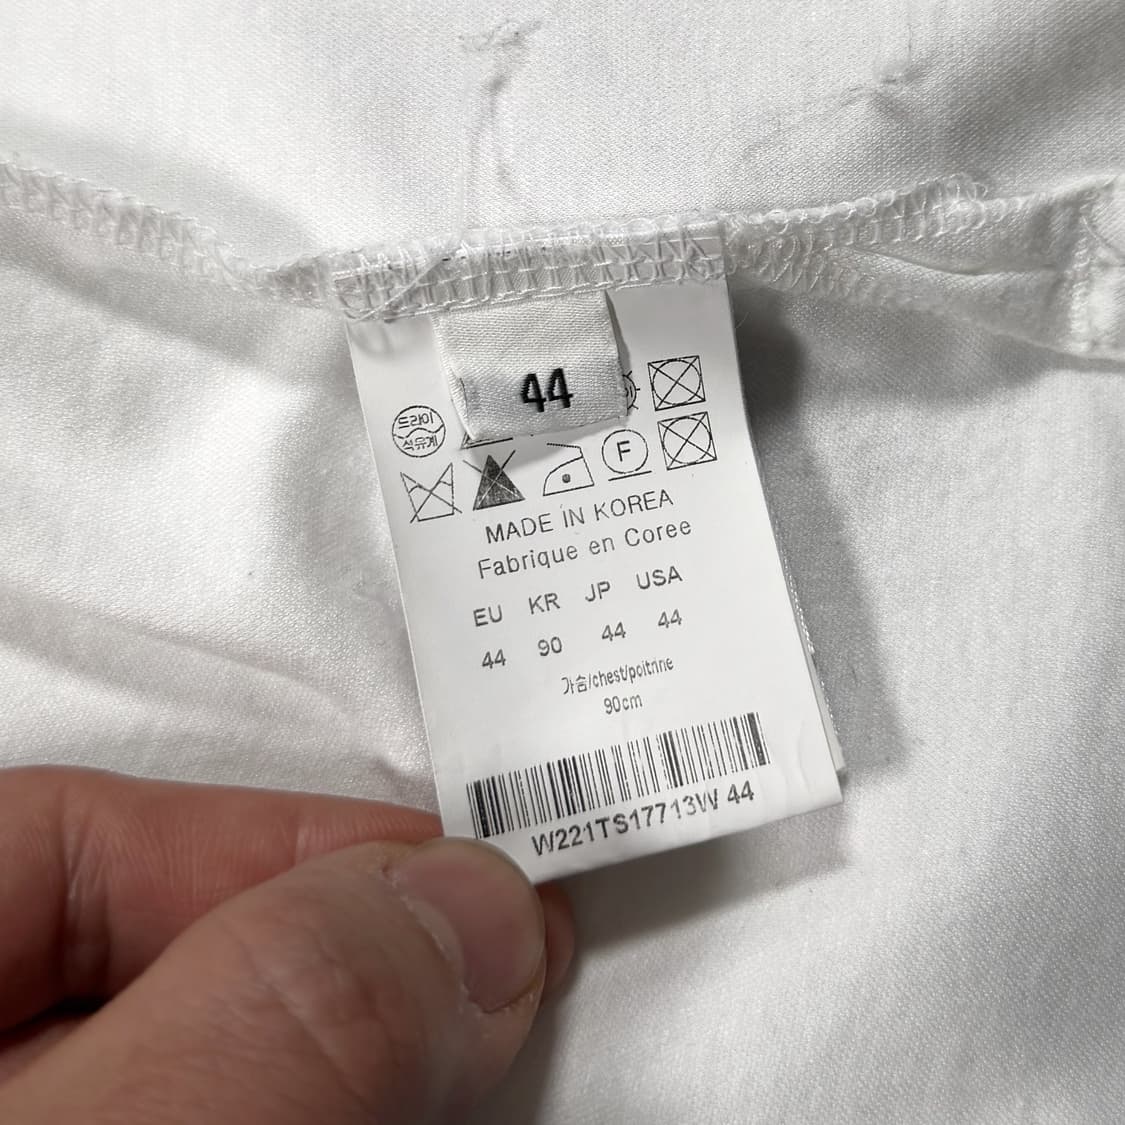 44
드라이
석유계
F
MADE IN KOREA
Fabrique en Coree
EU KR JP USA
44 90 44 44
가슴/chest/poitrine
90cm
W221TS17713W 44